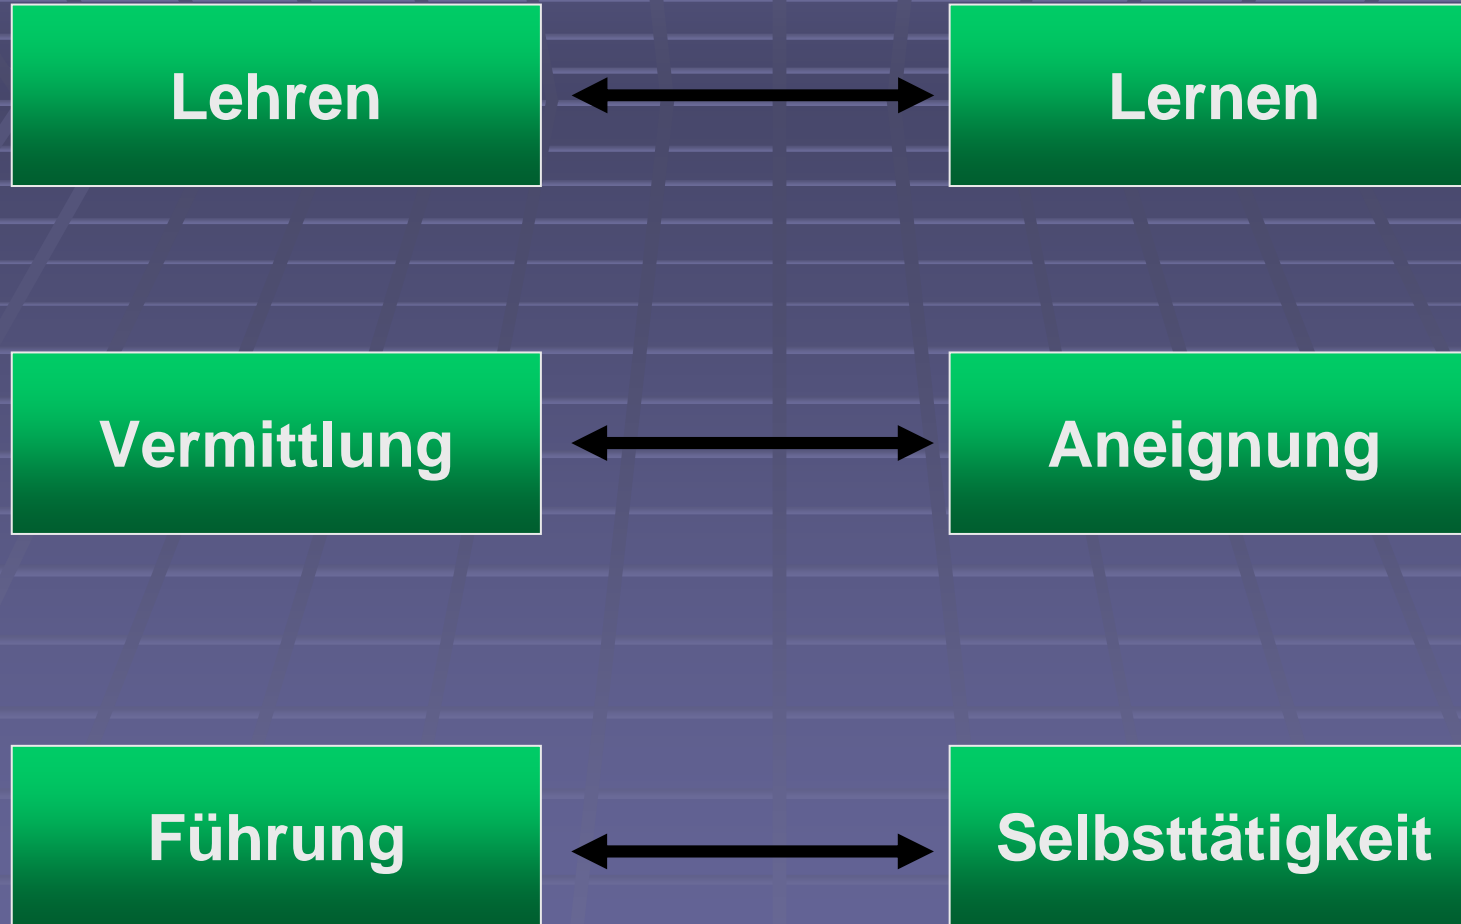 Lehren
Lernen
Vermittlung
Aneignung
Führung
Selbsttätigkeit